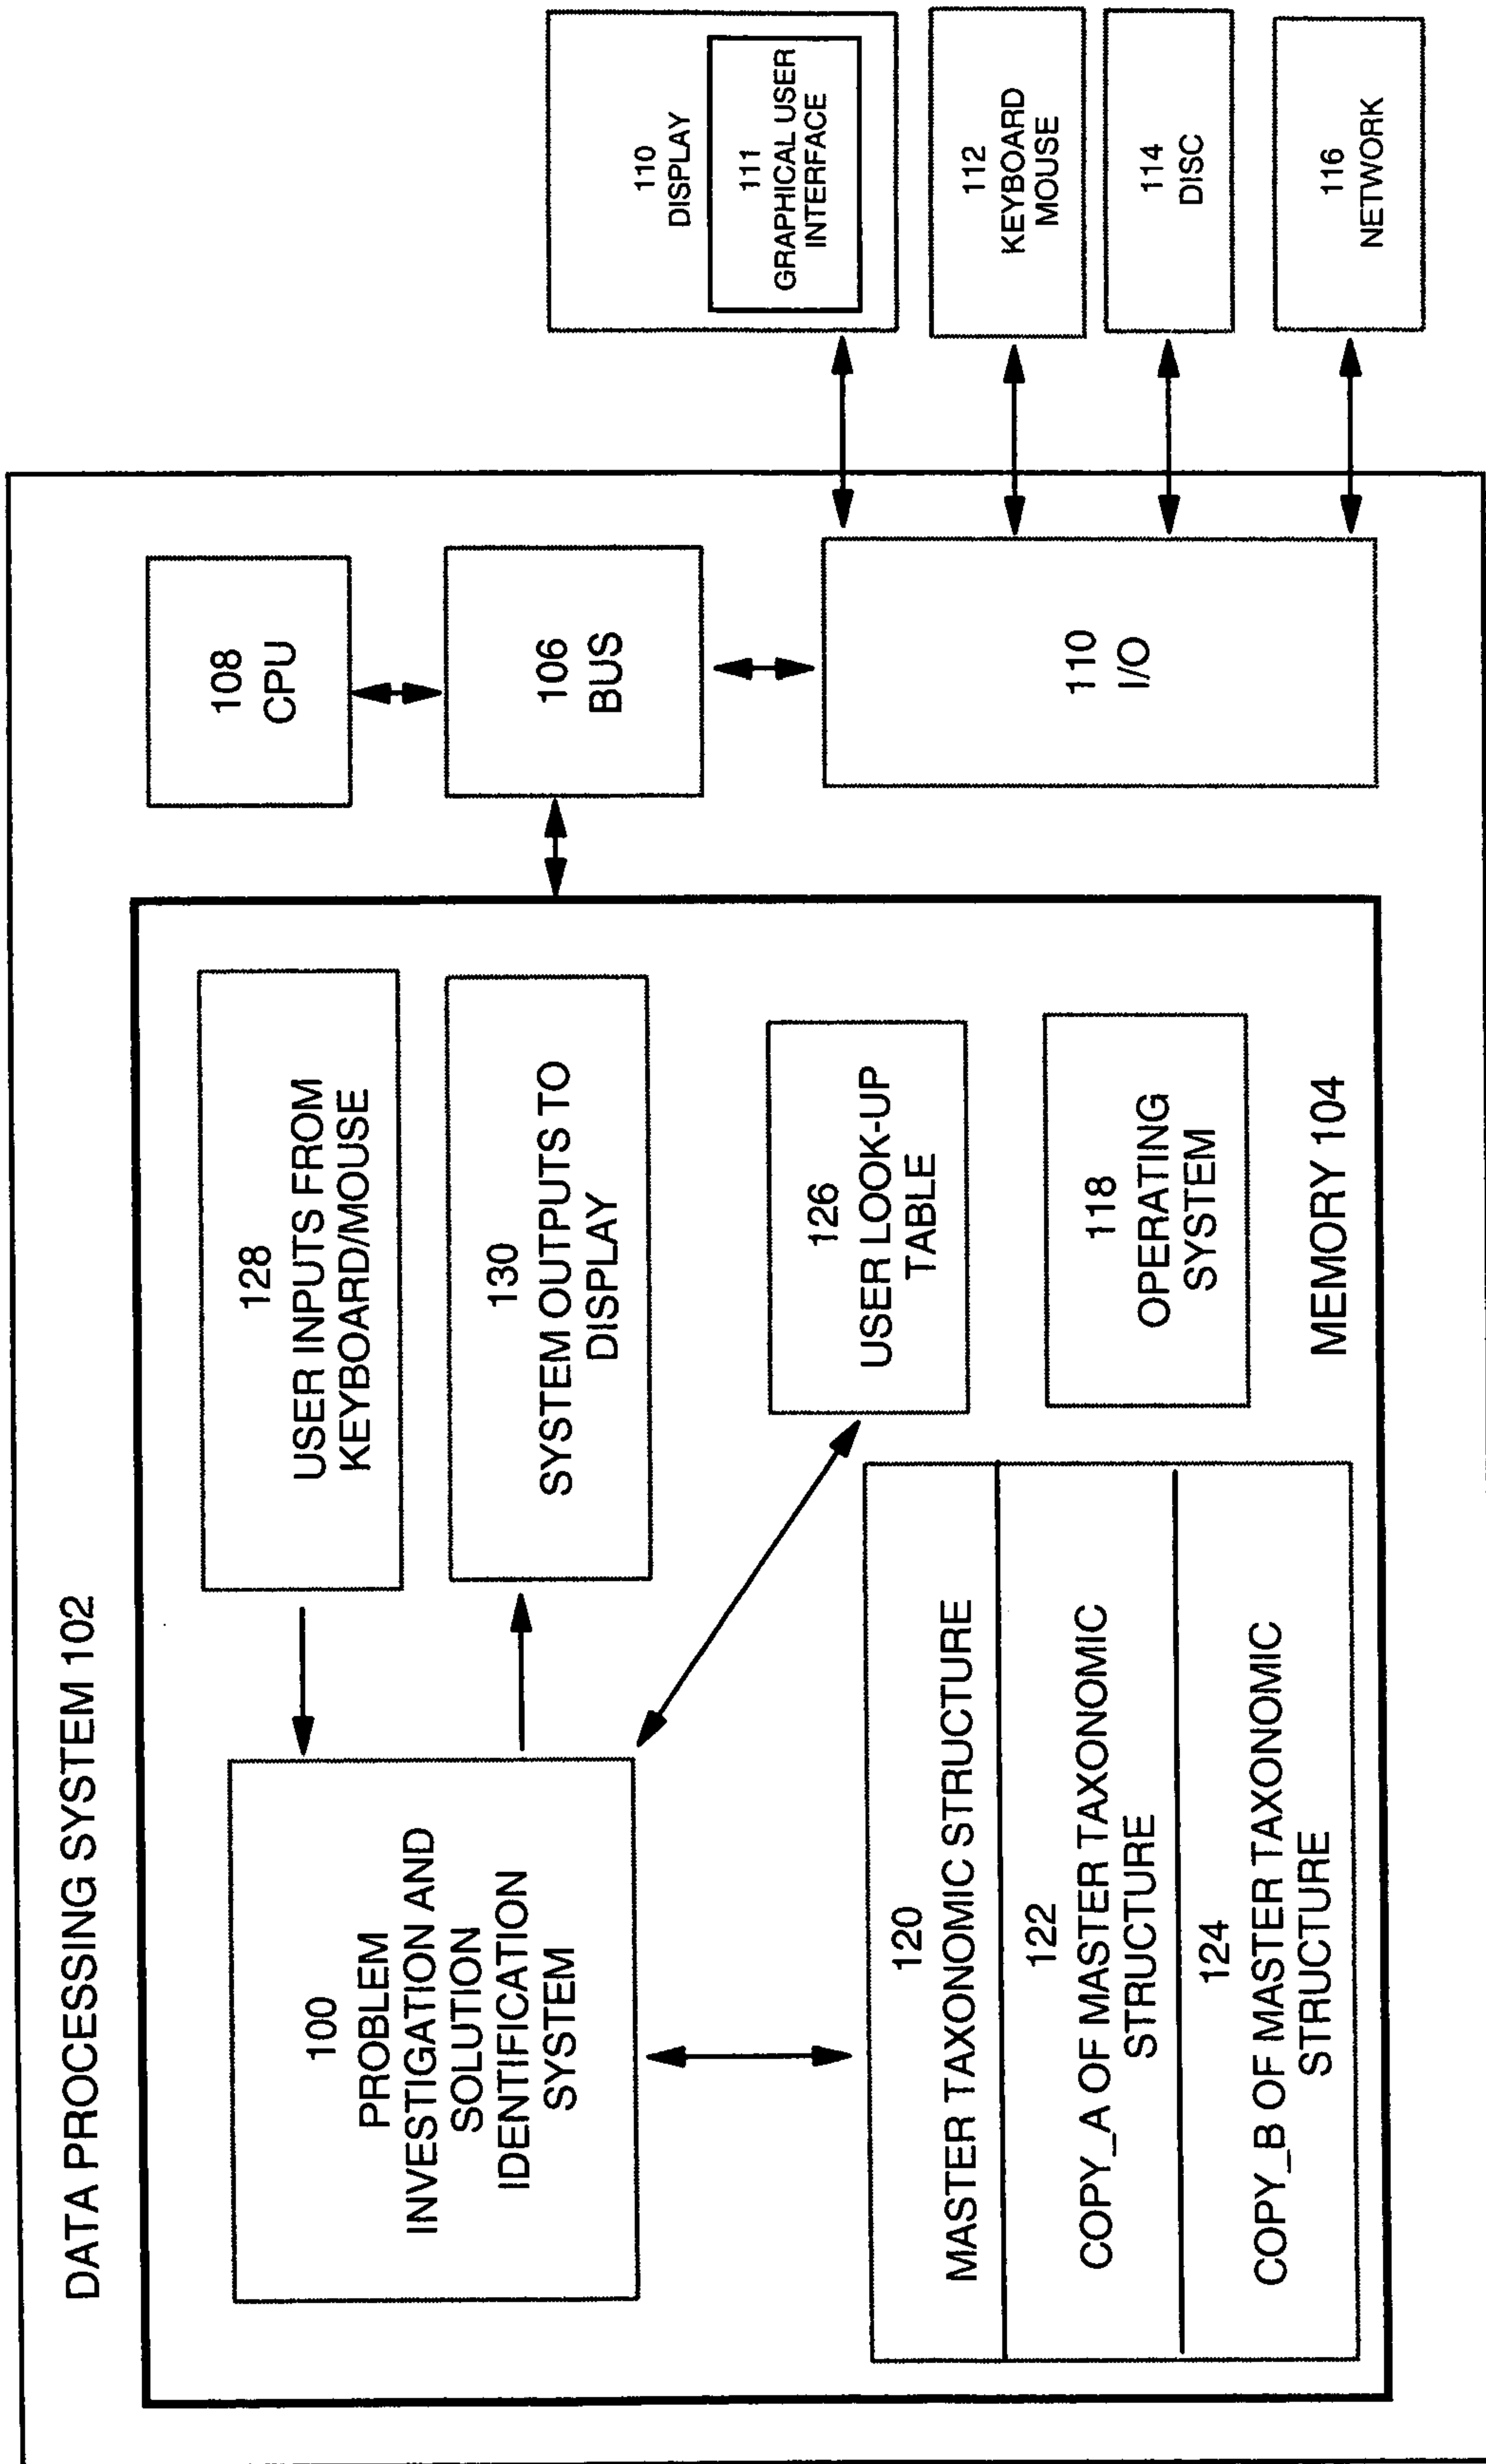 DATA PROCESSING SYSTEM 102
100
PROBLEM
INVESTIGATION AND
SOLUTION
IDENTIFICATION
SYSTEM
128
USER INPUTS FROM
KEYBOARD/MOUSE
130
SYSTEM OUTPUTS TO
DISPLAY
126
USER LOOK-UP
TABLE
118
OPERATING
SYSTEM
MEMORY 104
120
MASTER TAXONOMIC STRUCTURE
122
COPY_A OF MASTER TAXONOMIC
STRUCTURE
124
COPY_B OF MASTER TAXONOMIC
STRUCTURE
108
CPU
106
BUS
110
I/O
110
DISPLAY
111
GRAPHICAL USER
INTERFACE
112
KEYBOARD
MOUSE
114
DISC
116
NETWORK